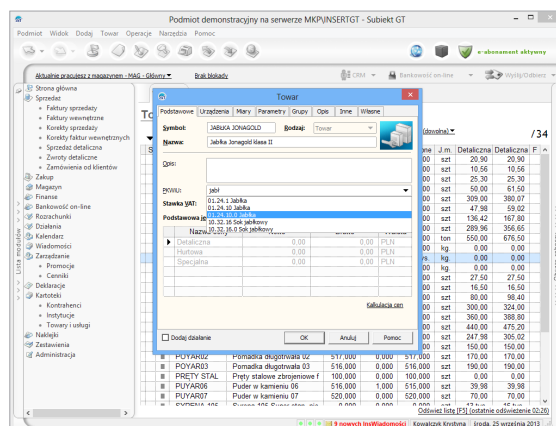 Podmiot demonstracyjny na serwerze MKP\INSERTGT - Subiekt GT
Podmiot Widok Dodaj Towar Operacje Narzędzia Pomoc
e-abonament aktywny
Aktualnie pracujesz z magazynem - MAG - Główny Brak blokady CRM Bankowość on-line Wyślij/Odbierz
Strona główna
Sprzedaż
Faktury sprzedaży
Faktury wewnętrzne
Korekty sprzedaży
Korekty faktur wewnętrznych
Sprzedaż detaliczna
Zwroty detaliczne
Zamówienia od klientów
Zakup
Magazyn
Finanse
Bankowość on-line
Rozrachunki
Działania
Kalendarz
Wiadomości
Zarządzanie
Promocje
Cenniki
Deklaracje
Kartoteki
Kontrahenci
Instytucje
Towary i usługi
Naklejki
Zestawienia
Administracja
Lista modułów
Towar
Podstawowe Urządzenia Miary Parametry Grupy Opis Inne Własne
Symbol: JABŁKA JONAGOLD Rodzaj: Towar
Nazwa: Jabłka Jonagold klasa II
Opis:
PKWiU: jabł
Stawka VAT:
01.24.1 Jabłka
01.24.10 Jabłka
01.24.10.0 Jabłka
10.32.16 Sok jabłkowy
10.32.16.0 Sok jabłkowy
Detaliczna 0,00 0,00 PLN
Hurtowa 0,00 0,00 PLN
Specjalna 0,00 0,00 PLN
Kalkulacja cen
Dodaj działanie OK Anuluj Pomoc
(dowolna)
/34
J.m. Detaliczna Detaliczna F
szt 20,90 20,90
szt 10,56 10,56
szt 25,30 25,30
szt 50,00 61,50
szt 309,00 380,07
szt 47,98 59,02
szt 136,42 167,80
szt 289,96 356,65
ton 550,00 676,50
kg. 0,00 0,00
kg. 0,00 0,00
kg. 0,00 0,00
szt 27,50 27,50
szt 16,50 16,50
szt 80,00 98,40
szt 300,00 324,00
szt 360,00 388,80
szt 440,00 475,20
szt 247,98 305,02
szt 150,00 150,00
POYAR02 Pomadka długotrwała 02 517,000 0,000 517,000 szt 170,00 170,00
POYAR03 Pomadka długotrwała 03 516,000 0,000 516,000 szt 190,00 190,00
PRĘTY STAL Pręty stalowe zbrojeniowe f 100,000 0,000 100,000 szt 0,00 0,00
PUYAR06 Puder w kamieniu 06 516,000 1,000 515,000 szt 39,98 39,98
PUYAR07 Puder w kamieniu 07 520,000 0,000 520,000 szt 70,00 70,00
Odśwież listę [F5] (ostatnie odświeżenie 02:26)
9 nowych InsWiadomości Kowalczyk Krystyna środa, 25 września 2013